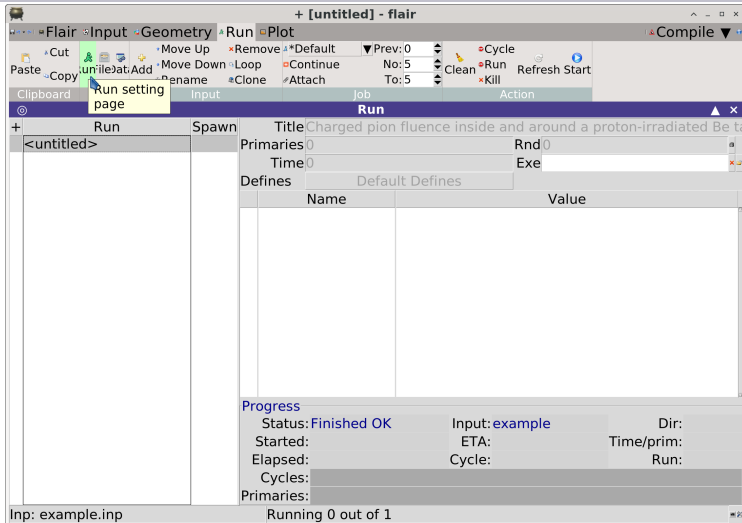 + [untitled] - flair
Flair Input Geometry Run Plot Compile
Cut Move Up Remove *Default Prev: 0 Cycle
Paste Add Move Down Loop Continue No: 5 Clean Run Refresh Start
Copy Rename Clone Attach To: 5 Kill
Clipboard Input Job Action
Run setting
page
Run
+ Run Spawn Title Charged pion fluence inside and around a proton-irradiated Be ta
<untitled> Primaries 0 Rnd 0
Time 0 Exe
Defines Default Defines
Name Value
Progress
Status: Finished OK Input: example Dir:
Started: ETA: Time/prim:
Elapsed: Cycle: Run:
Cycles:
Primaries:
Inp: example.inp Running 0 out of 1